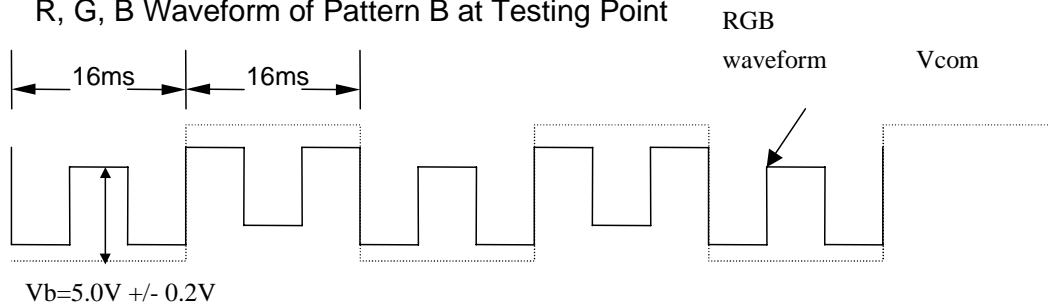 R, G, B Waveform of Pattern B at Testing Point
RGB
waveform
Vcom
16ms
16ms
Vb=5.0V +/- 0.2V